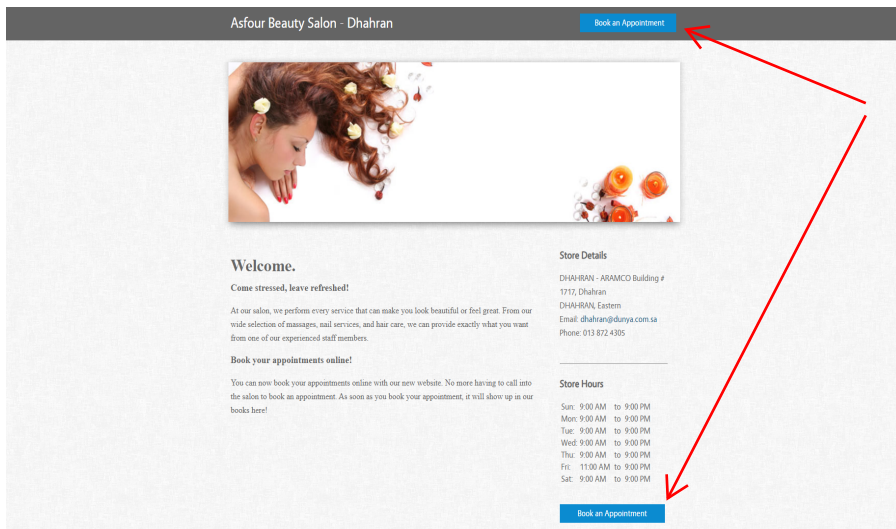 Asfour Beauty Salon - Dhahran
Book an Appointment
Welcome.
Come stressed, leave refreshed!
At our salon, we perform every service that can make you look beautiful or feel great. From our
wide selection of massages, nail services, and hair care, we can provide exactly what you want
from one of our experienced staff members.
Book your appointments online!
You can now book your appointments online with our new website. No more having to call into
the salon to book an appointment. As soon as you book your appointment, it will show up in our
books here!
Store Details
DHAHRAN - ARAMCO Building #
1717, Dhahran
DHAHRAN, Eastern
Email: dhahran@dunya.com.sa
Phone: 013 872 4305
Store Hours
Sun: 9:00 AM to 9:00 PM
Mon: 9:00 AM to 9:00 PM
Tue: 9:00 AM to 9:00 PM
Wed: 9:00 AM to 9:00 PM
Thu: 9:00 AM to 9:00 PM
Fri: 11:00 AM to 9:00 PM
Sat: 9:00 AM to 9:00 PM
Book an Appointment